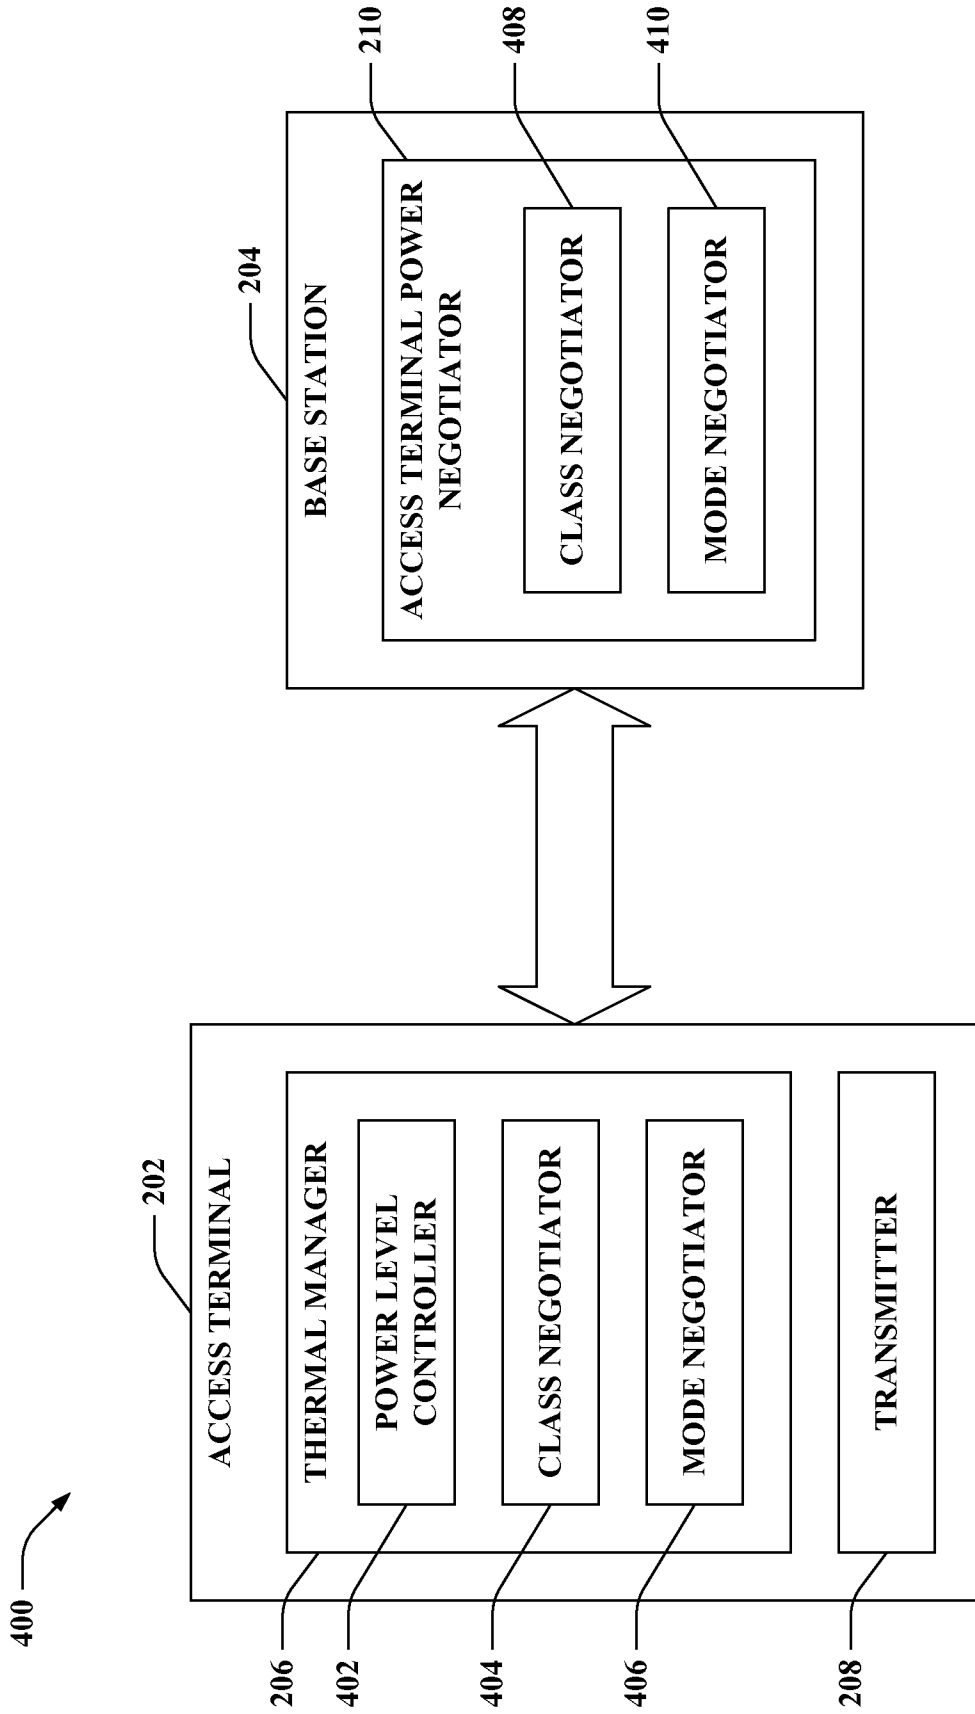 400
202
ACCESS TERMINAL
206
THERMAL MANAGER
402
POWER LEVEL
CONTROLLER
404
CLASS NEGOTIATOR
406
MODE NEGOTIATOR
208
TRANSMITTER
204
BASE STATION
210
ACCESS TERMINAL POWER
NEGOTIATOR
408
CLASS NEGOTIATOR
410
MODE NEGOTIATOR